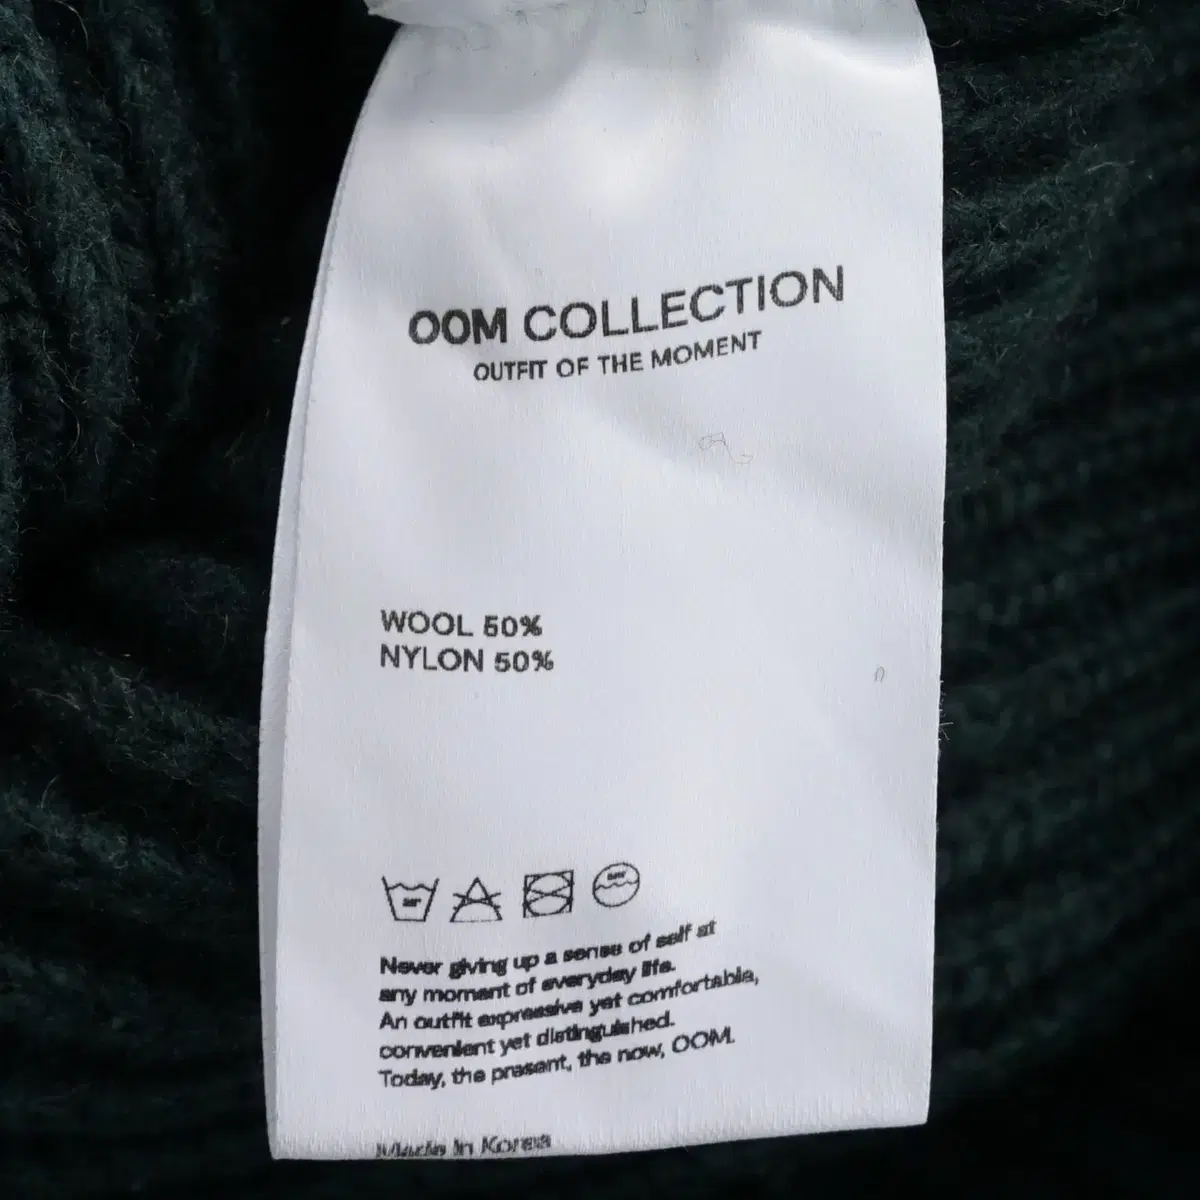 OOM COLLECTION
OUTFIT OF THE MOMENT
WOOL 50%
NYLON 50%
Never giving up a sense of self at
any moment of everyday life.
An outfit expressive yet comfortable,
convenient yet distinguished.
Today, the present, the now, OOM.
Made in Korea